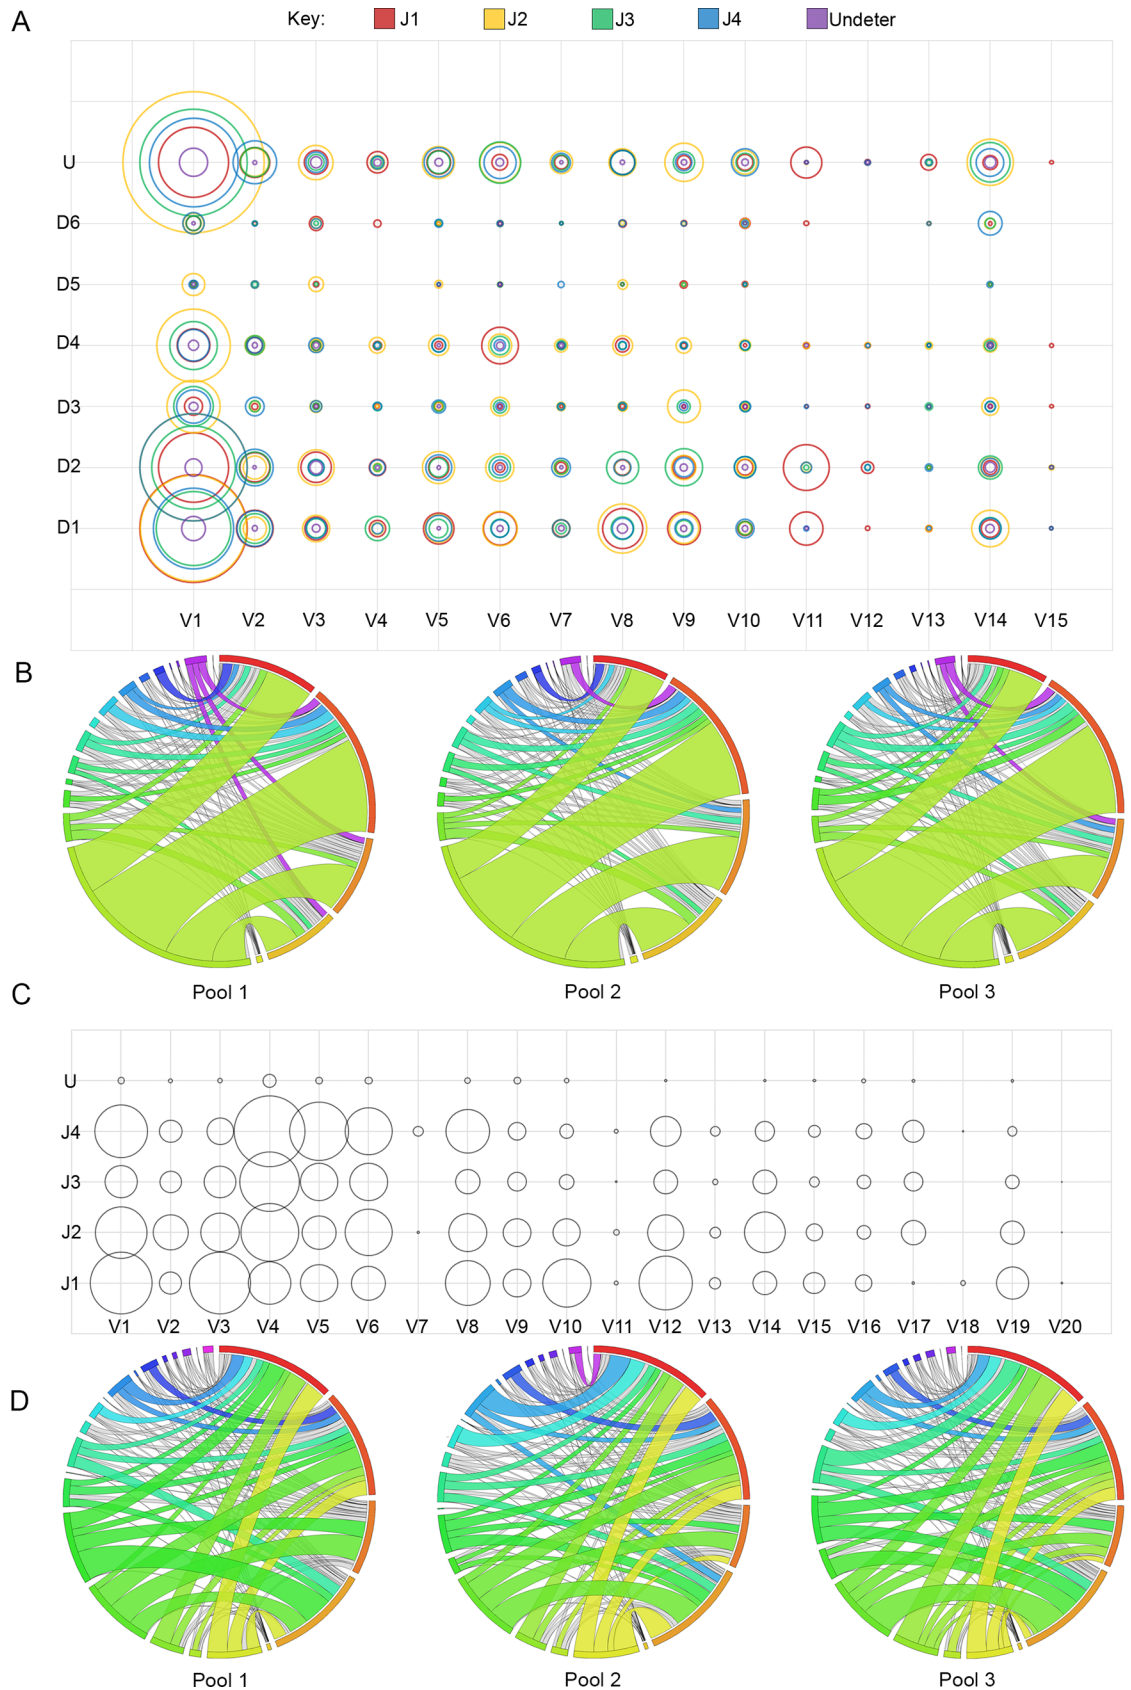 A
Key: J1 J2 J3 J4 Undeter
U
D6
D5
D4
D3
D2
D1
V1 V2 V3 V4 V5 V6 V7 V8 V9 V10 V11 V12 V13 V14 V15
B
Pool 1 Pool 2 Pool 3
C
U
J4
J3
J2
J1
V1 V2 V3 V4 V5 V6 V7 V8 V9 V10 V11 V12 V13 V14 V15 V16 V17 V18 V19 V20
D
Pool 1 Pool 2 Pool 3